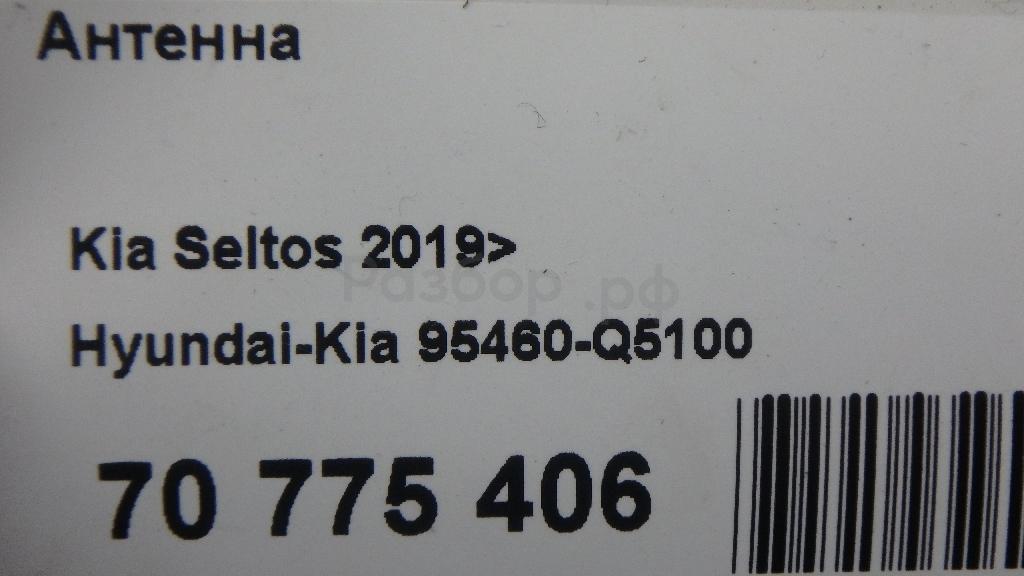 Антенна
Kia Seltos 2019>
Разбор.рф
Hyundai-Kia 95460-Q5100
70 775 406